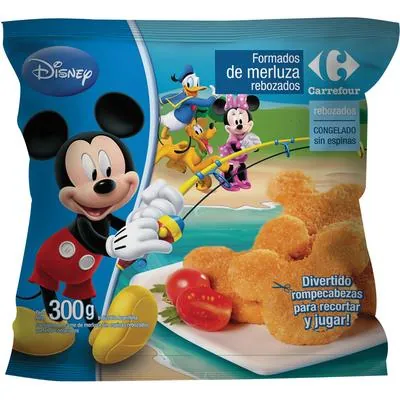 Disney
Formados
de merluza
rebozados
Carrefour
rebozados
CONGELADO
sin espinas
300g
Divertido
rompecabezas
para recortar
y jugar!